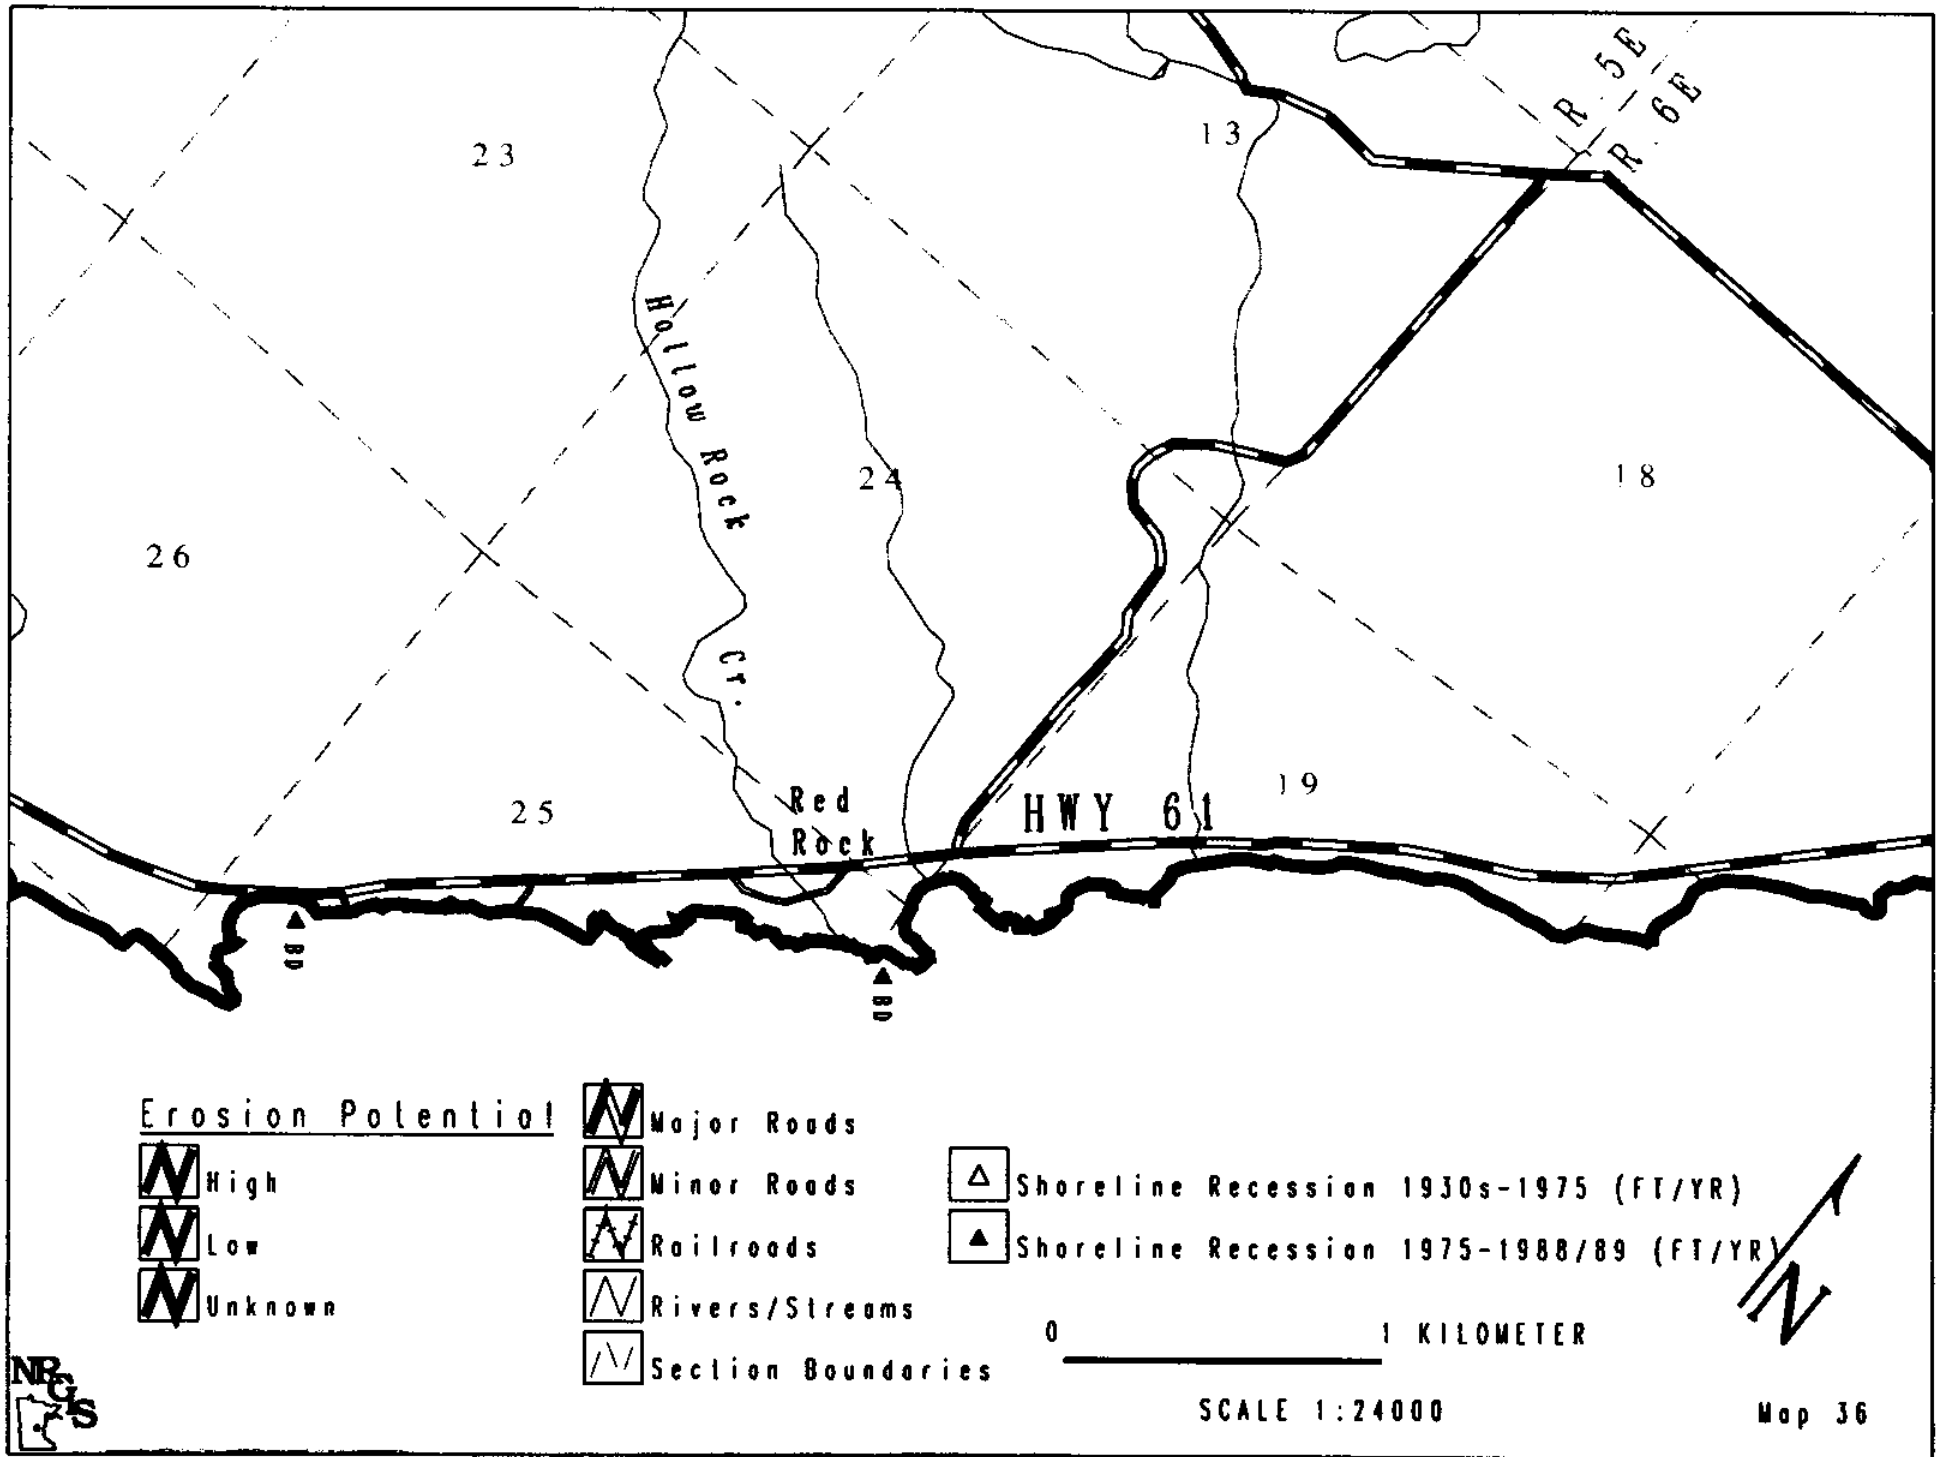 R. 5E
R. 6E
13
23
Hollow Rock Cr.
24
18
26
19
25
Red
Rock
HWY 61
BD
BD
Erosion Potential
High
Low
Unknown
Major Roads
Minor Roads
Railroads
Rivers/Streams
Section Boundaries
Shoreline Recession 1930s-1975 (FT/YR)
Shoreline Recession 1975-1988/89 (FT/YR)
N
0 1 KILOMETER
SCALE 1:24000
Map 36
NRGIS